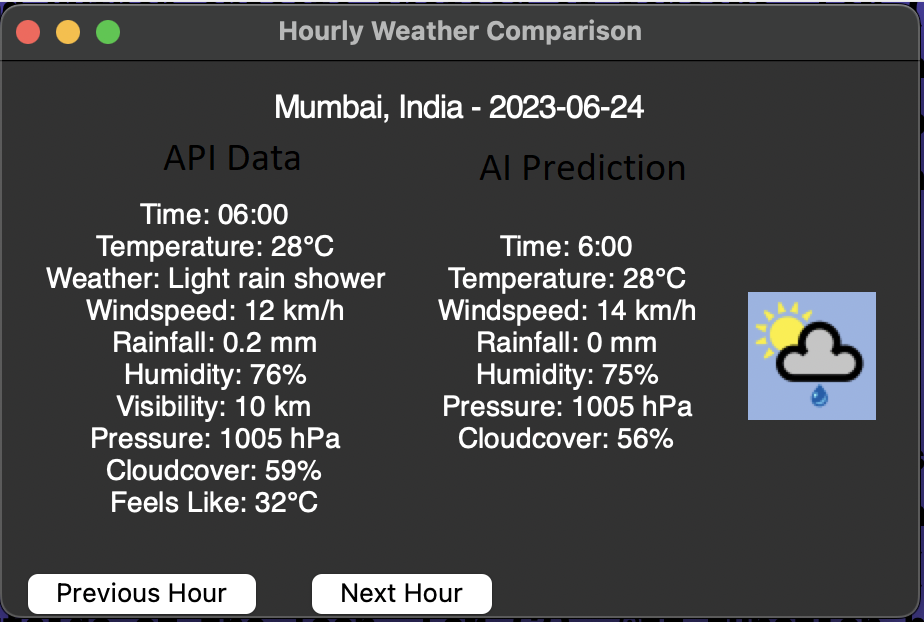 Hourly Weather Comparison
Mumbai, India - 2023-06-24
API Data
Time: 06:00
Temperature: 28°C
Weather: Light rain shower
Windspeed: 12 km/h
Rainfall: 0.2 mm
Humidity: 76%
Visibility: 10 km
Pressure: 1005 hPa
Cloudcover: 59%
Feels Like: 32°C
AI Prediction
Time: 6:00
Temperature: 28°C
Windspeed: 14 km/h
Rainfall: 0 mm
Humidity: 75%
Pressure: 1005 hPa
Cloudcover: 56%
Previous Hour
Next Hour